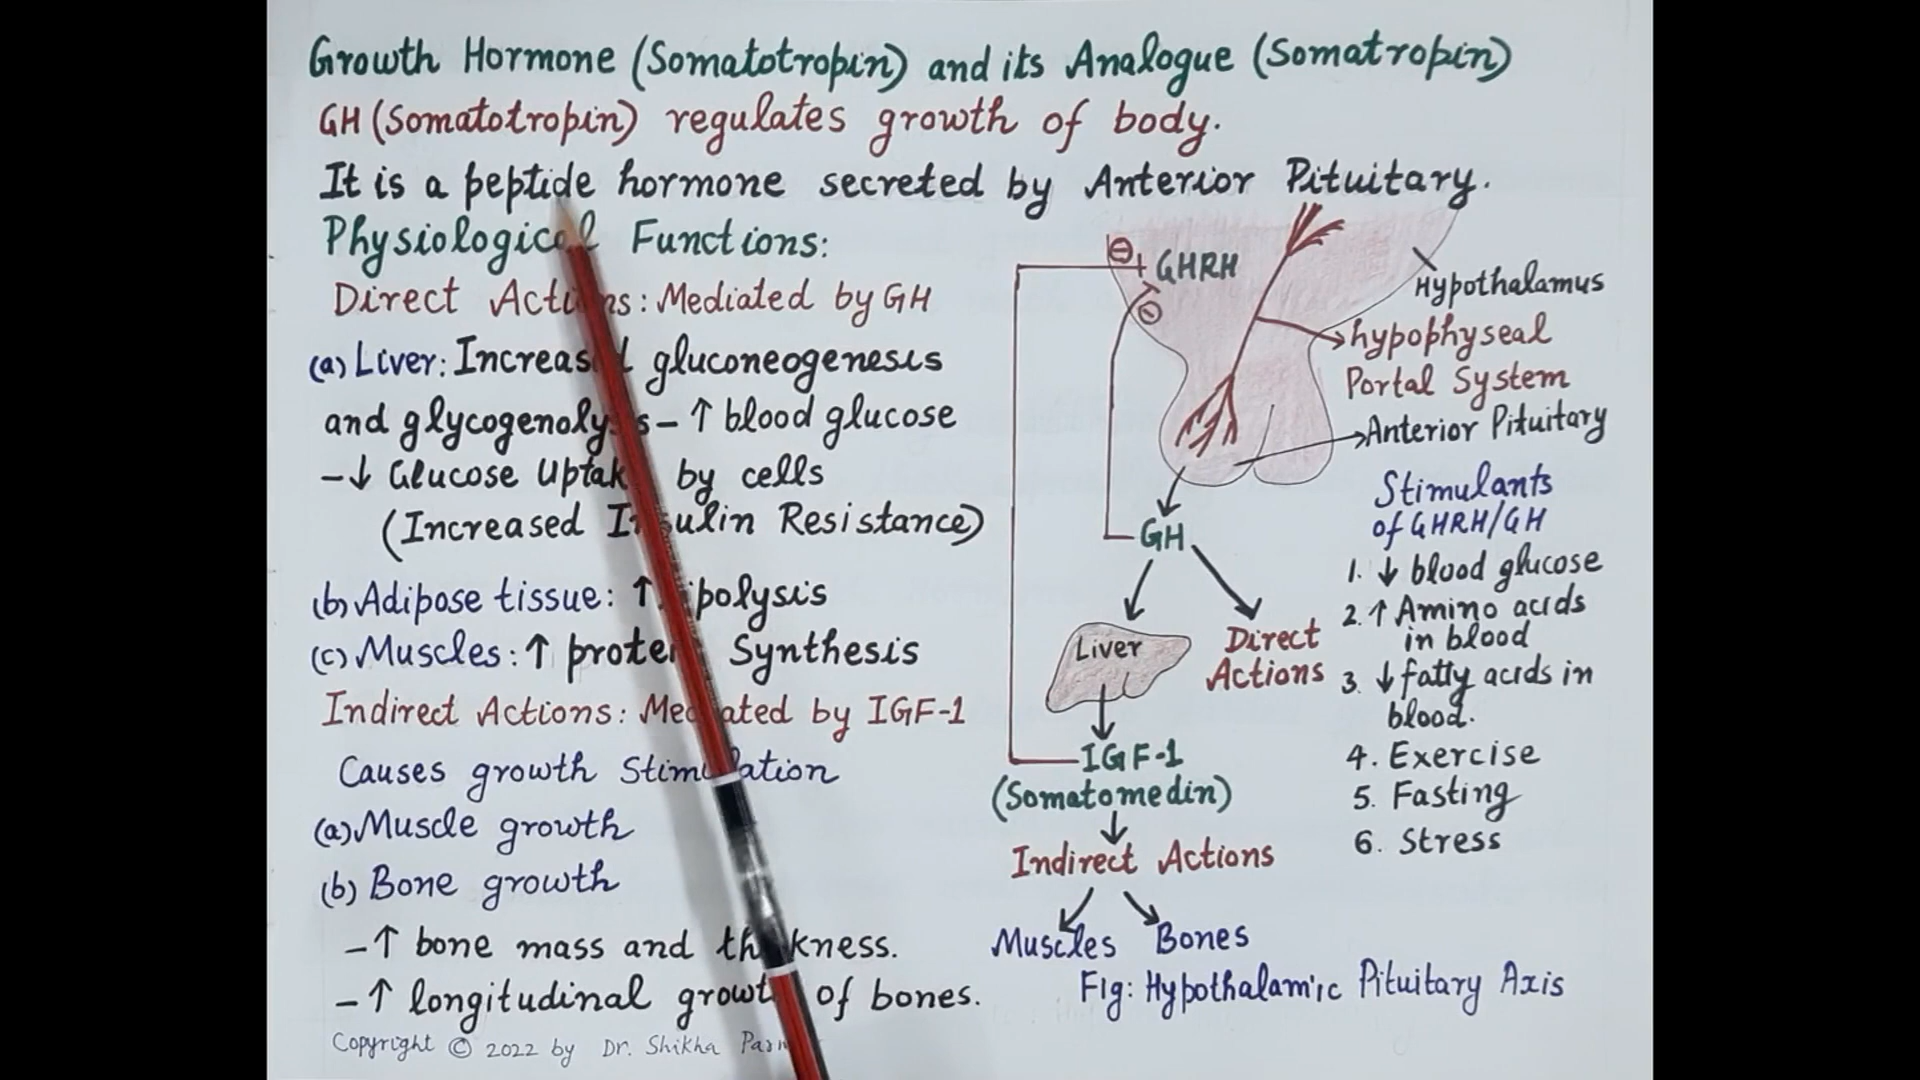 Growth Hormone (Somatotropin) and its Analogue (Somatropin)
GH (Somatotropin) regulates growth of body.
It is a peptide hormone secreted by Anterior Pituitary.
Physiological Functions:
Direct Actions: Mediated by GH
(a) Liver: Increased gluconeogenesis
and glycogenolysis - ↑ blood glucose
- ↓ Glucose Uptake by cells
(Increased Insulin Resistance)
(b) Adipose tissue: ↑ lipolysis
(c) Muscles: ↑ protein Synthesis
Indirect Actions: Mediated by IGF-1
Causes growth Stimulation
(a) Muscle growth
(b) Bone growth
- ↑ bone mass and thickness.
- ↑ longitudinal growth of bones.
Copyright © 2022 by Dr. Shikha
⊖
+ GHRH
⊖
Hypothalamus
hypophyseal
Portal System
Anterior Pituitary
GH
Liver
Direct
Actions
IGF-1
(Somatomedin)
Indirect Actions
Muscles Bones
Fig: Hypothalamic Pituitary Axis
Stimulants
of GHRH/GH
1. ↓ blood glucose
2. ↑ Amino acids
in blood
3. ↓ fatty acids in
blood.
4. Exercise
5. Fasting
6. Stress